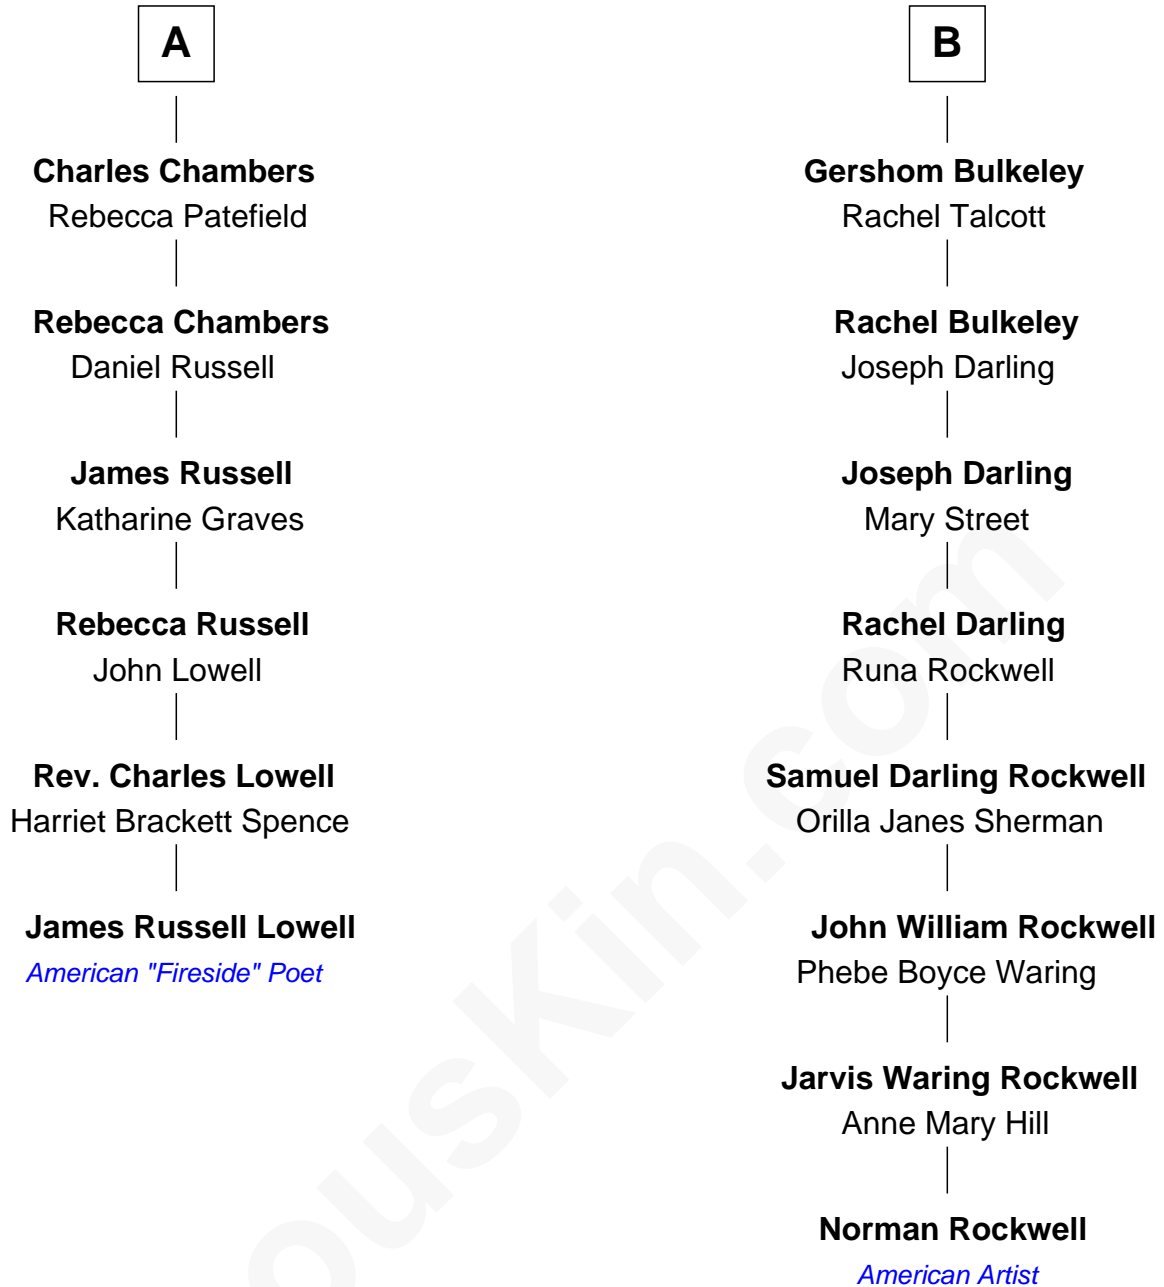 A
Charles Chambers
Rebecca Patefield
Rebecca Chambers
Daniel Russell
James Russell
Katharine Graves
Rebecca Russell
John Lowell
Rev. Charles Lowell
Harriet Brackett Spence
James Russell Lowell
American "Fireside" Poet
B
Gershom Bulkeley
Rachel Talcott
Rachel Bulkeley
Joseph Darling
Joseph Darling
Mary Street
Rachel Darling
Runa Rockwell
Samuel Darling Rockwell
Orilla Janes Sherman
John William Rockwell
Phebe Boyce Waring
Jarvis Waring Rockwell
Anne Mary Hill
Norman Rockwell
American Artist
ousKin.com